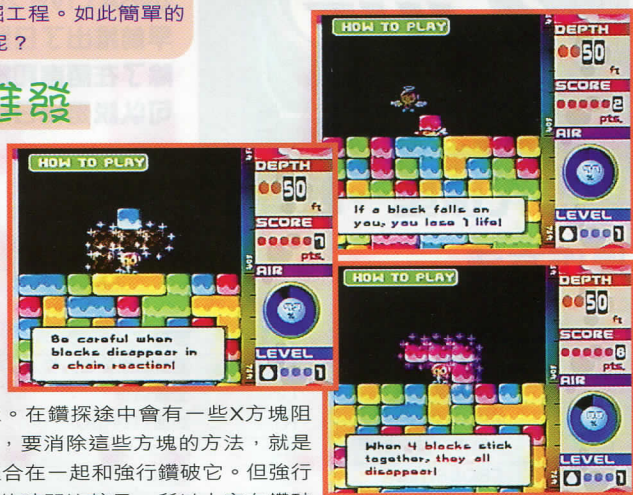 屈工程。如此簡單的
呢？
進發
HOW TO PLAY
DEPTH
50
ft
SCORE
2
pts.
AIR
%
LEVEL
1
If a block falls on
you, you lose 1 life!
HOW TO PLAY
DEPTH
50
ft
SCORE
1
pts.
AIR
%
LEVEL
1
Be careful when
blocks disappear in
a chain reaction!
HOW TO PLAY
DEPTH
50
ft
SCORE
6
pts.
AIR
%
LEVEL
1
When 4 blocks stick
together, they all
disappear!
。在鑽探途中會有一些X方塊阻
，要消除這些方塊的方法，就是
合在一起和強行鑽破它。但強行